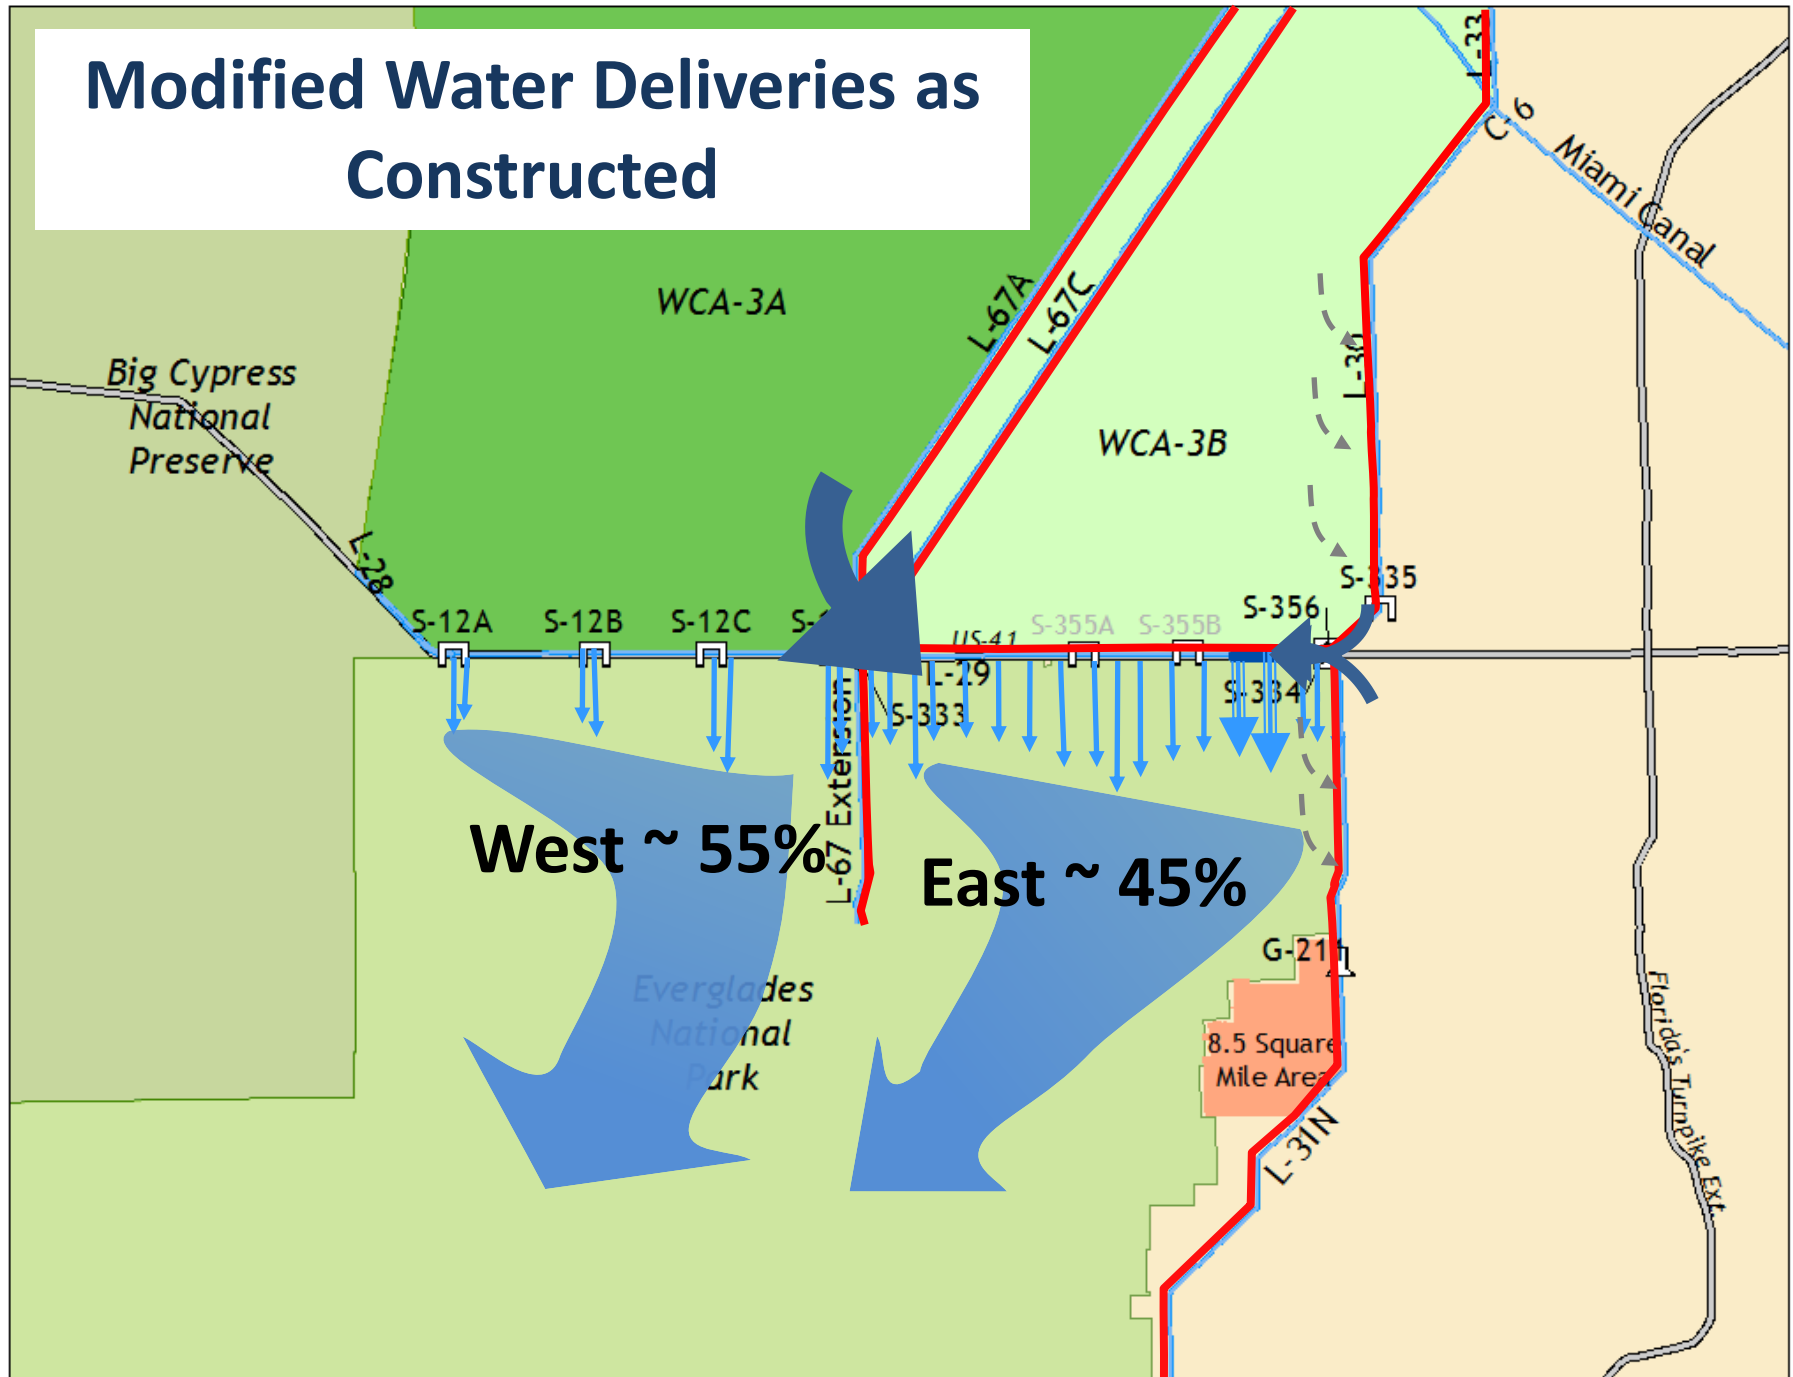 Modified Water Deliveries as
Constructed
L-33
C- 6
Miami Canal
WCA-3A
L-67A
L-67C
L-30
Big Cypress
National
Preserve
WCA-3B
L-28
S-335
S-12A
S-12B
S-12C
S-356
US-41
S-355A
S-355B
L-29
S-334
S-333
L-67 Extension
West ~ 55%
East ~ 45%
G-211
Everglades
National
Park
8.5 Square
Mile Area
L-31N
Florida's Turnpike Ext.